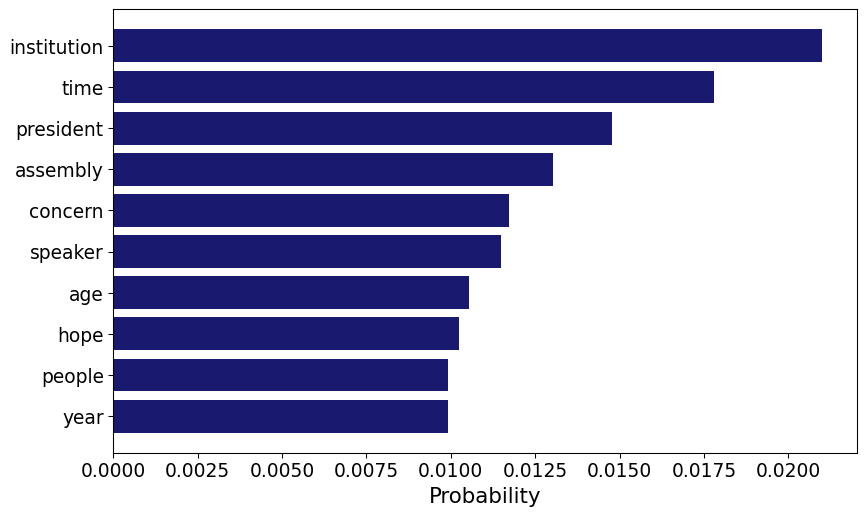 institution
time
president
assembly
concern
speaker
age
hope
people
year
0.0000 0.0025 0.0050 0.0075 0.0100 0.0125 0.0150 0.0175 0.0200
Probability